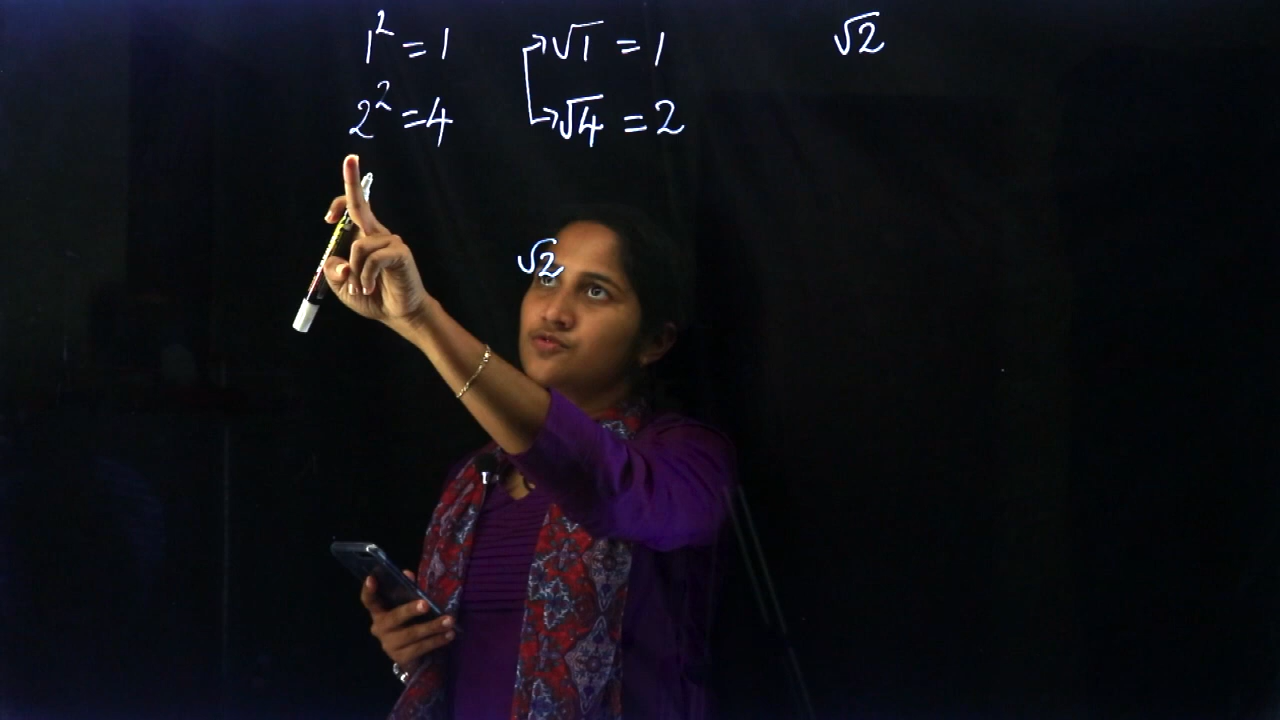 1² = 1 √1 = 1 √2
2² = 4 √4 = 2
√2